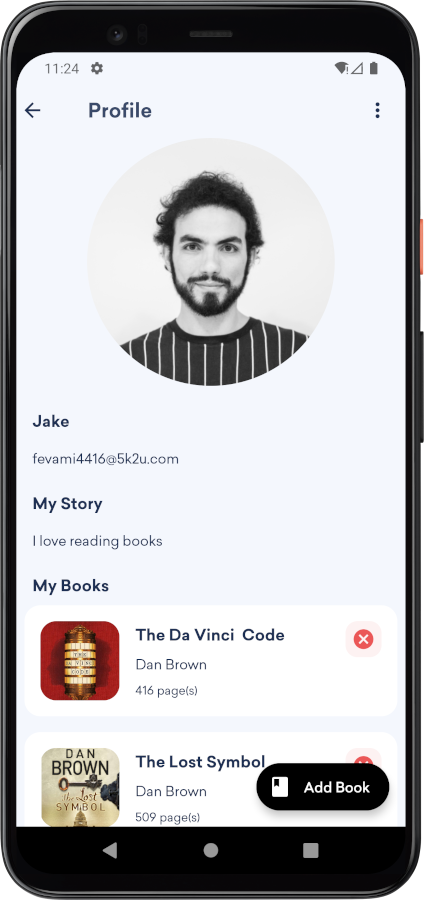 11:24
Profile
Jake
fevami4416@5k2u.com
My Story
I love reading books
My Books
The Da Vinci Code
Dan Brown
416 page(s)
DAN
BROWN
The Lost
SYMBOL
The Lost Symbol
Dan Brown
509 page(s)
Add Book